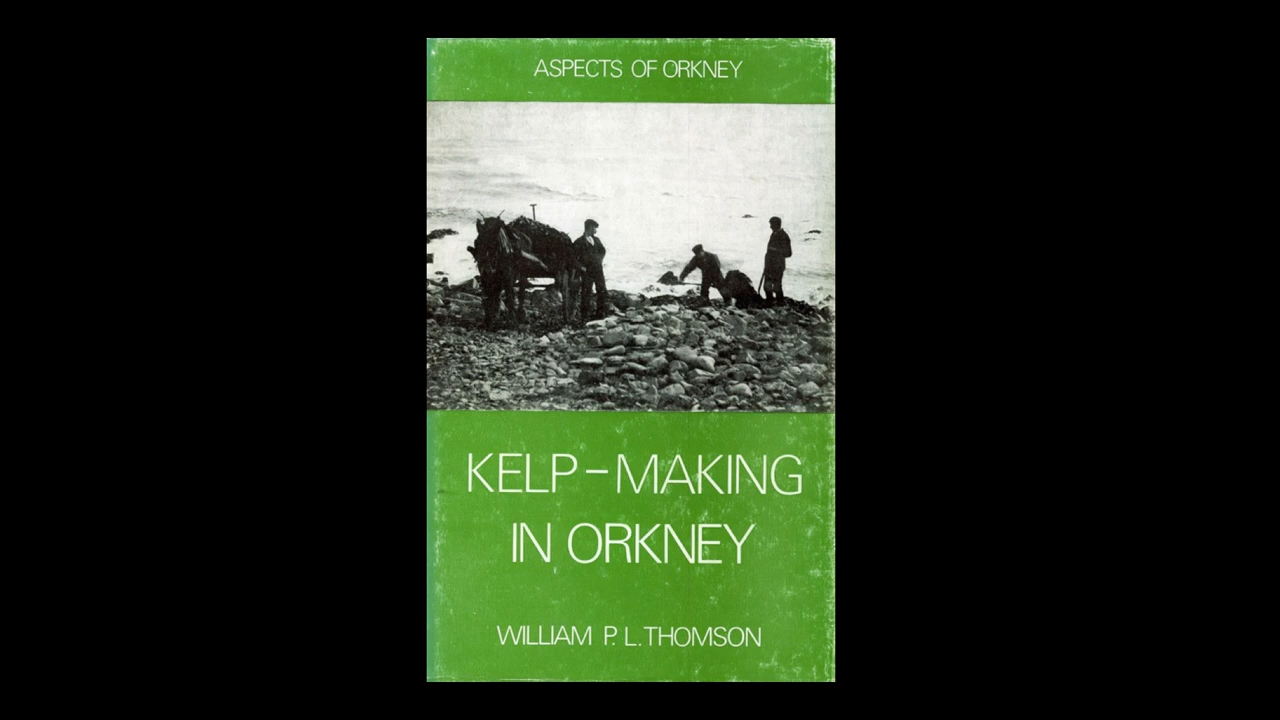 ASPECTS OF ORKNEY
KELP-MAKING
IN ORKNEY
WILLIAM P. L. THOMSON